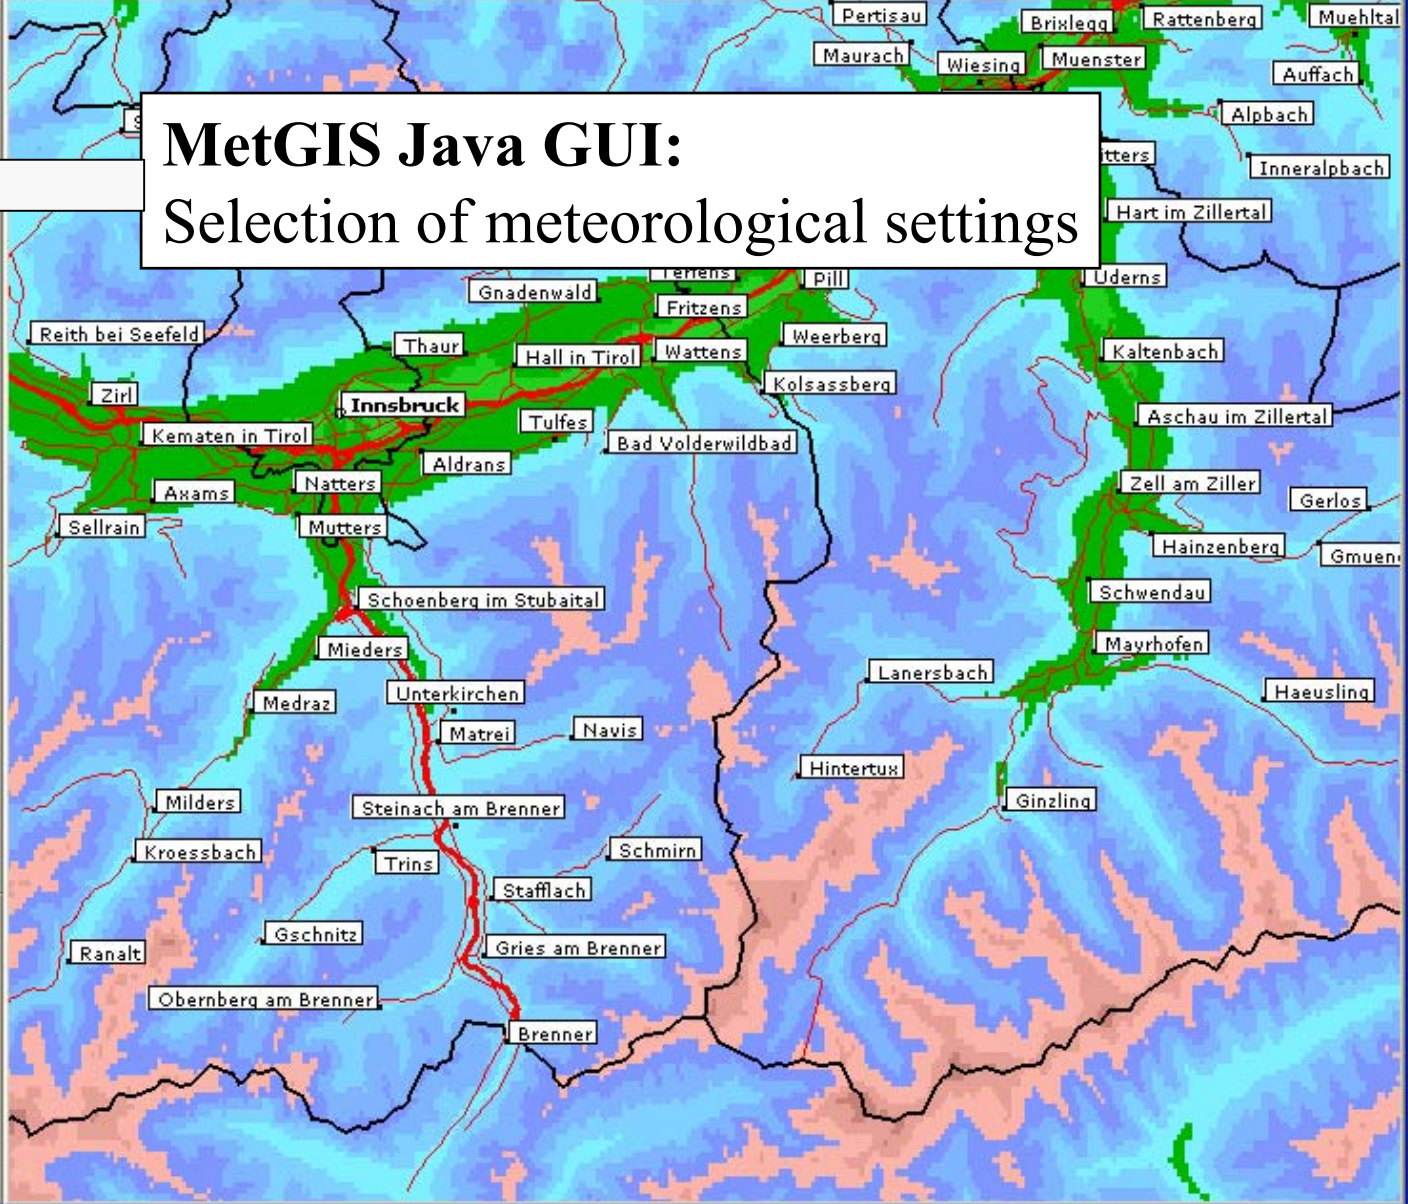 Pertisau
Brixlegg
Rattenberg
Maurach
Wiesing
Muenster
Auffach
Alpbach
MetGIS Java GUI:
Selection of meteorological settings
Inneralpbach
Hart im Zillertal
Uderns
Terfens
Pill
Gnadenwald
Fritzens
Reith bei Seefeld
Thaur
Hall in Tirol
Wattens
Weerberg
Kaltenbach
Zirl
Innsbruck
Kolsassberg
Aschau im Zillertal
Kematen in Tirol
Tulfes
Bad Volderwildbad
Aldrans
Axams
Natters
Zell am Ziller
Gerlos
Sellrain
Mutters
Hainzenberg
Schoenberg im Stubaital
Schwendau
Mieders
Mayrhofen
Lanersbach
Medraz
Unterkirchen
Haeusling
Matrei
Navis
Hintertux
Milders
Steinach am Brenner
Ginzling
Kroessbach
Trins
Schmirn
Stafflach
Gschnitz
Gries am Brenner
Ranalt
Obernberg am Brenner
Brenner